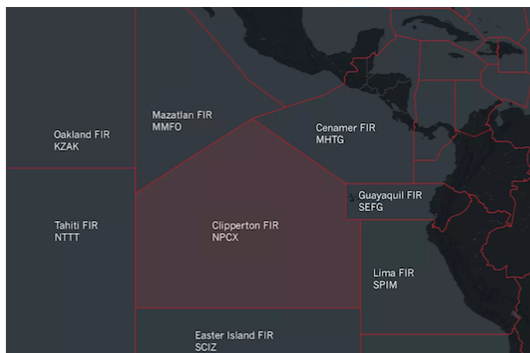 Mazatlan FIR
MMFO
Cenamer FIR
MHTG
Oakland FIR
KZAK
Guayaquil FIR
SEFG
Tahiti FIR
NTTT
Clipperton FIR
NPCX
Lima FIR
SPIM
Easter Island FIR
SCIZ